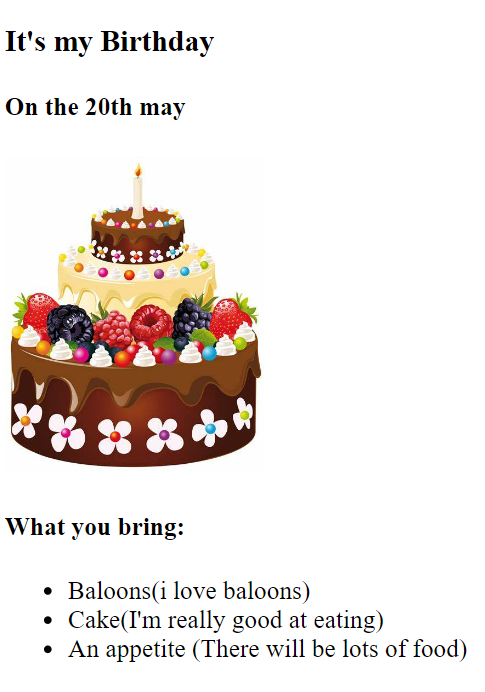 It's my Birthday
On the 20th may
What you bring:
• Baloons(i love baloons)
• Cake(I'm really good at eating)
• An appetite (There will be lots of food)